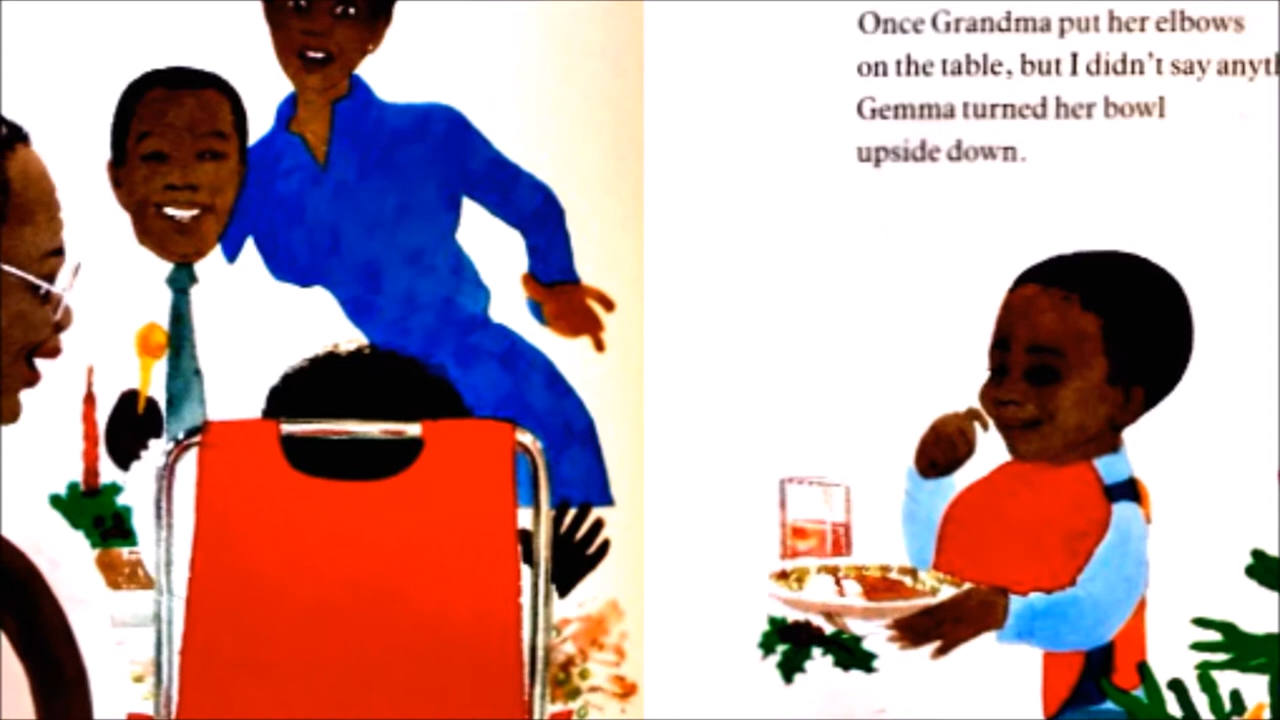 Once Grandma put her elbows
on the table, but I didn't say
Gemma turned her bowl
upside down.